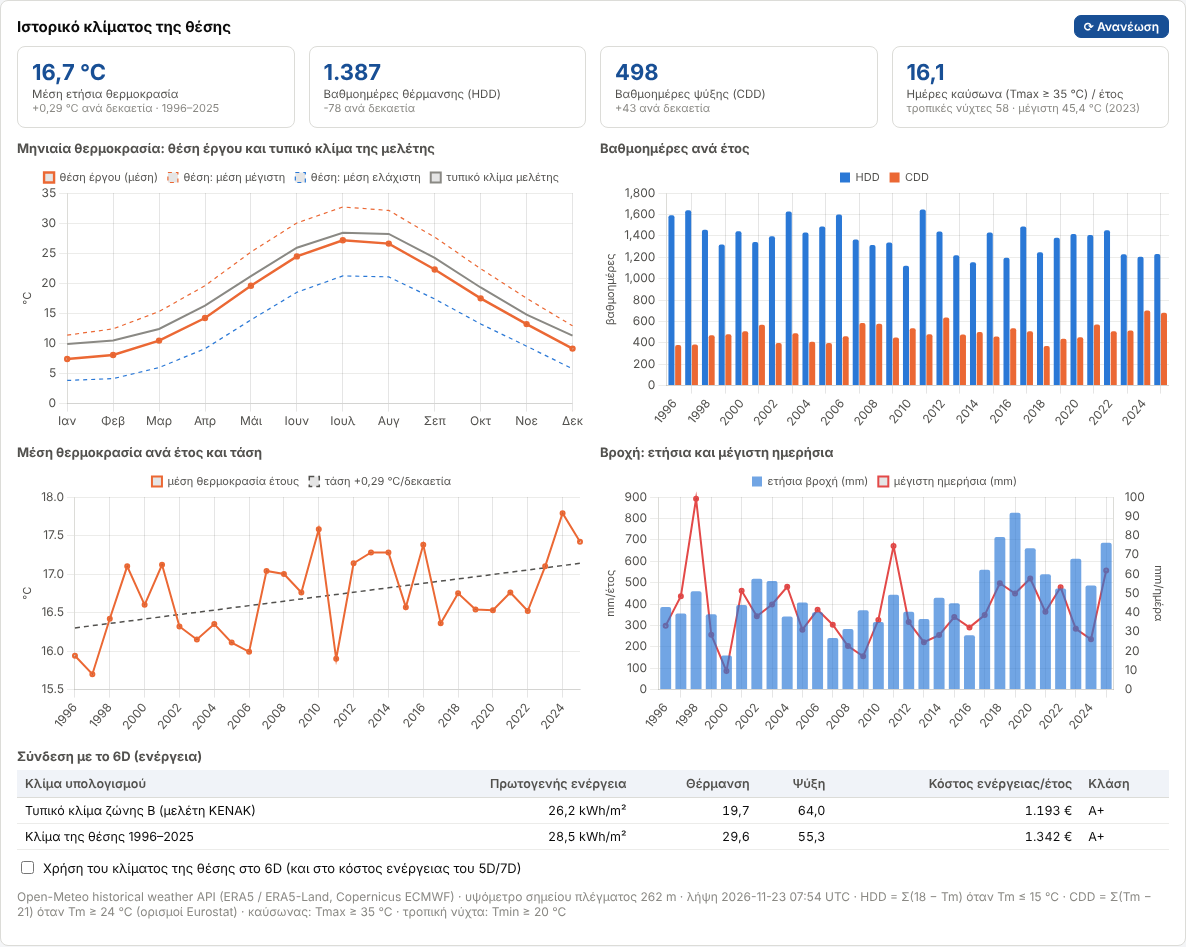 Ιστορικό κλίματος της θέσης
⟳ Ανανέωση
16,7 °C
Μέση ετήσια θερμοκρασία
+0,29 °C ανά δεκαετία · 1996–2025
1.387
Βαθμοημέρες θέρμανσης (HDD)
-78 ανά δεκαετία
498
Βαθμοημέρες ψύξης (CDD)
+43 ανά δεκαετία
16,1
Ημέρες καύσωνα (Tmax ≥ 35 °C) / έτος
τροπικές νύχτες 58 · μέγιστη 45,4 °C (2023)
Μηνιαία θερμοκρασία: θέση έργου και τυπικό κλίμα της μελέτης
θέση έργου (μέση) θέση: μέση μέγιστη θέση: μέση ελάχιστη τυπικό κλίμα μελέτης
35
30
25
20
15
10
5
0
°C
Ιαν Φεβ Μαρ Απρ Μάι Ιουν Ιουλ Αυγ Σεπ Οκτ Νοε Δεκ
Βαθμοημέρες ανά έτος
HDD CDD
1,800
1,600
1,400
1,200
1,000
800
600
400
200
0
βαθμοημέρες
1996 1998 2000 2002 2004 2006 2008 2010 2012 2014 2016 2018 2020 2022 2024
Μέση θερμοκρασία ανά έτος και τάση
μέση θερμοκρασία έτους τάση +0,29 °C/δεκαετία
18.0
17.5
17.0
16.5
16.0
15.5
°C
1996 1998 2000 2002 2004 2006 2008 2010 2012 2014 2016 2018 2020 2022 2024
Βροχή: ετήσια και μέγιστη ημερήσια
ετήσια βροχή (mm) μέγιστη ημερήσια (mm)
900
800
700
600
500
400
300
200
100
0
mm/έτος
100
90
80
70
60
50
40
30
20
10
0
mm/ημέρα
1996 1998 2000 2002 2004 2006 2008 2010 2012 2014 2016 2018 2020 2022 2024
Σύνδεση με το 6D (ενέργεια)
Κλίμα υπολογισμού Πρωτογενής ενέργεια Θέρμανση Ψύξη Κόστος ενέργειας/έτος Κλάση
Τυπικό κλίμα ζώνης Β (μελέτη ΚΕΝΑΚ) 26,2 kWh/m² 19,7 64,0 1.193 € A+
Κλίμα της θέσης 1996–2025 28,5 kWh/m² 29,6 55,3 1.342 € A+
Χρήση του κλίματος της θέσης στο 6D (και στο κόστος ενέργειας του 5D/7D)
Open-Meteo historical weather API (ERA5 / ERA5-Land, Copernicus ECMWF) · υψόμετρο σημείου πλέγματος 262 m · λήψη 2026-11-23 07:54 UTC · HDD = Σ(18 − Tm) όταν Tm ≤ 15 °C · CDD = Σ(Tm −
21) όταν Tm ≥ 24 °C (ορισμοί Eurostat) · καύσωνας: Tmax ≥ 35 °C · τροπική νύχτα: Tmin ≥ 20 °C